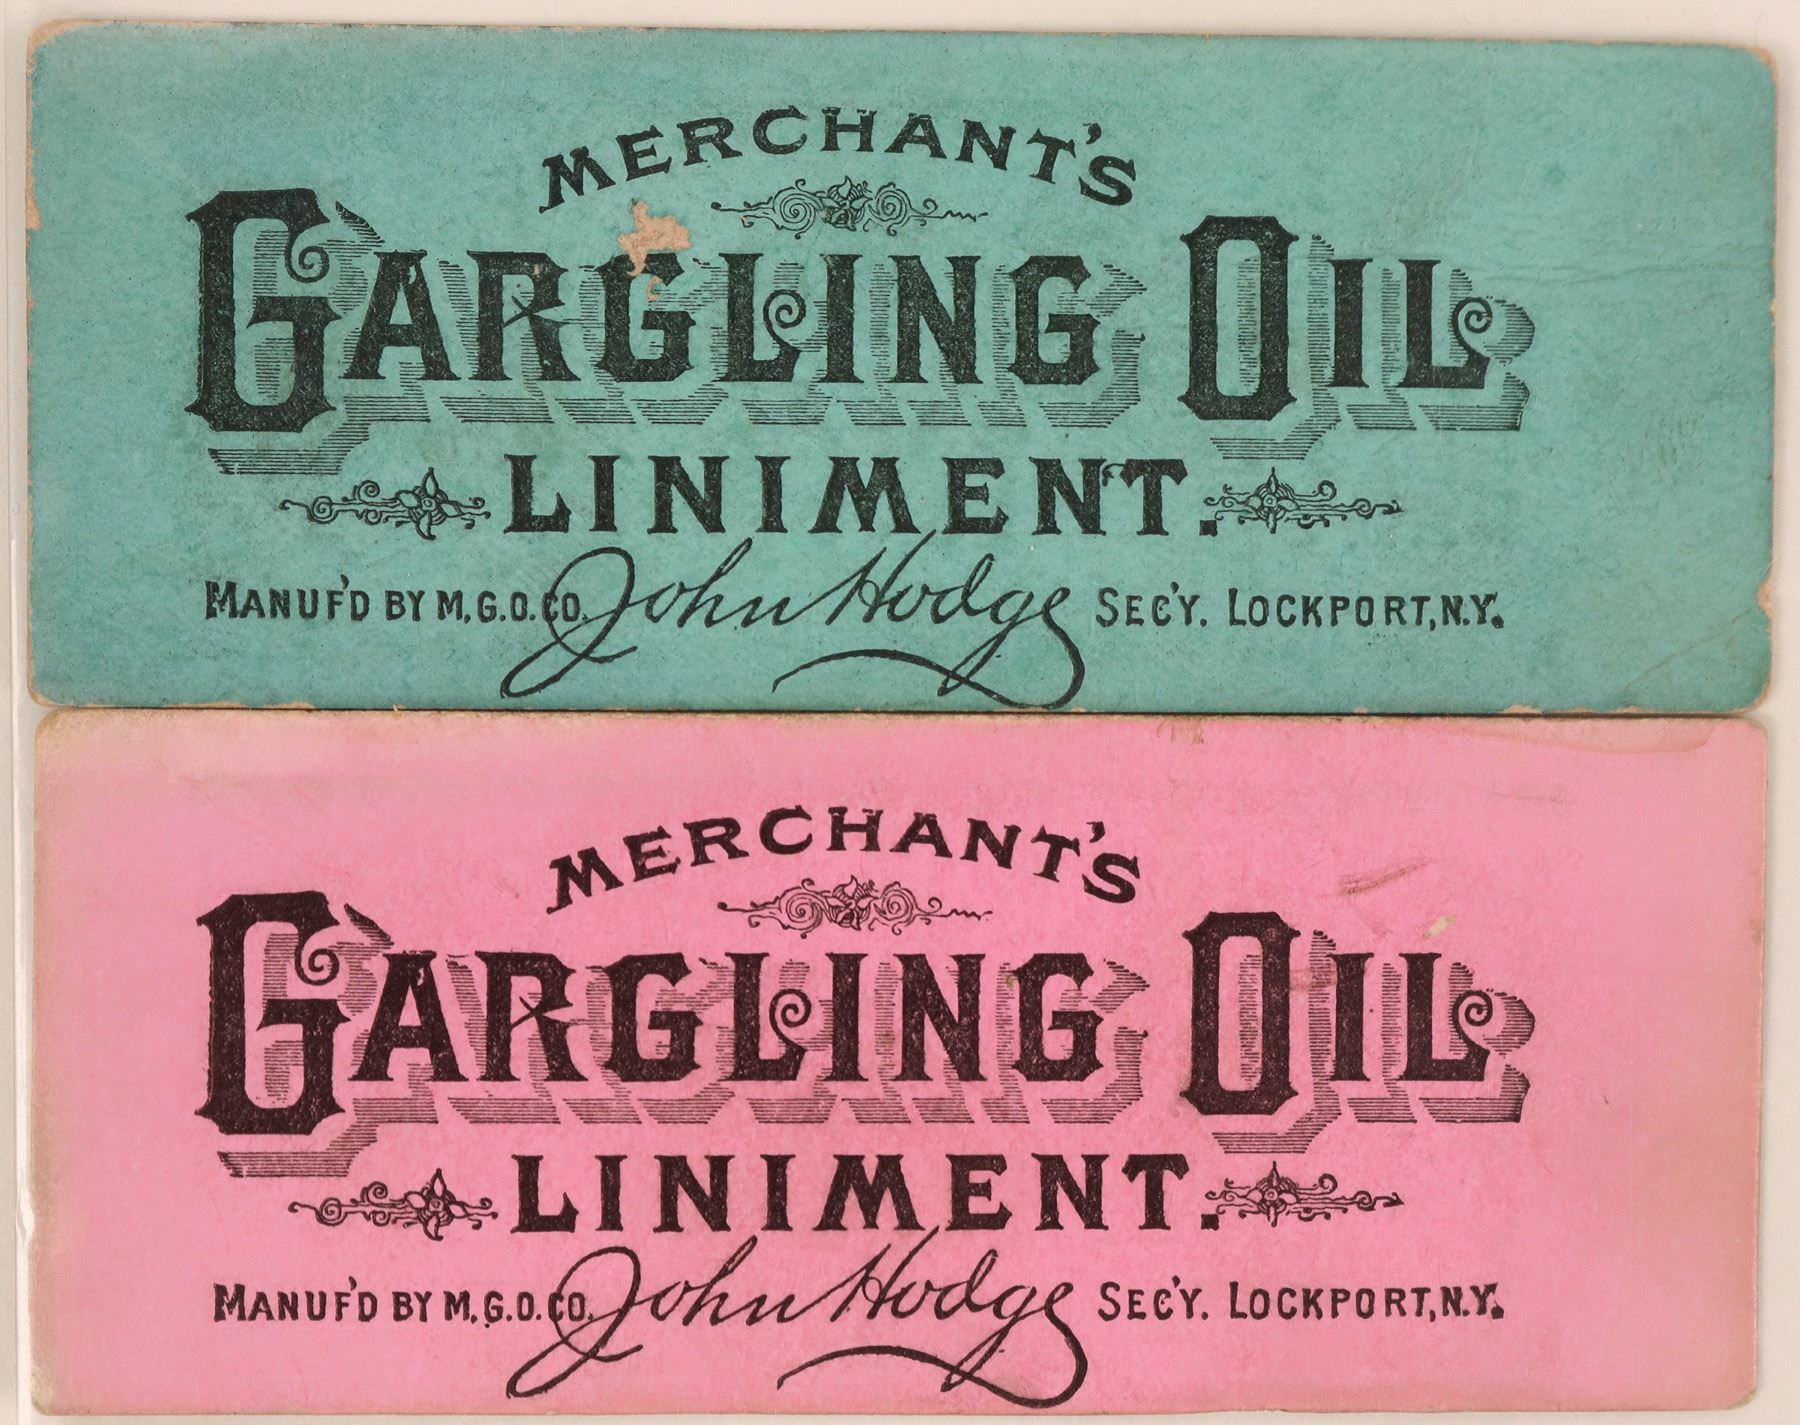 MERCHANT'S
GARGLING OIL
LINIMENT.
MANUF'D BY M.G.O.CO. John Hodge SEC'Y. LOCKPORT, N.Y.
MERCHANT'S
GARGLING OIL
LINIMENT.
MANUF'D BY M.G.O.CO. John Hodge SEC'Y. LOCKPORT, N.Y.